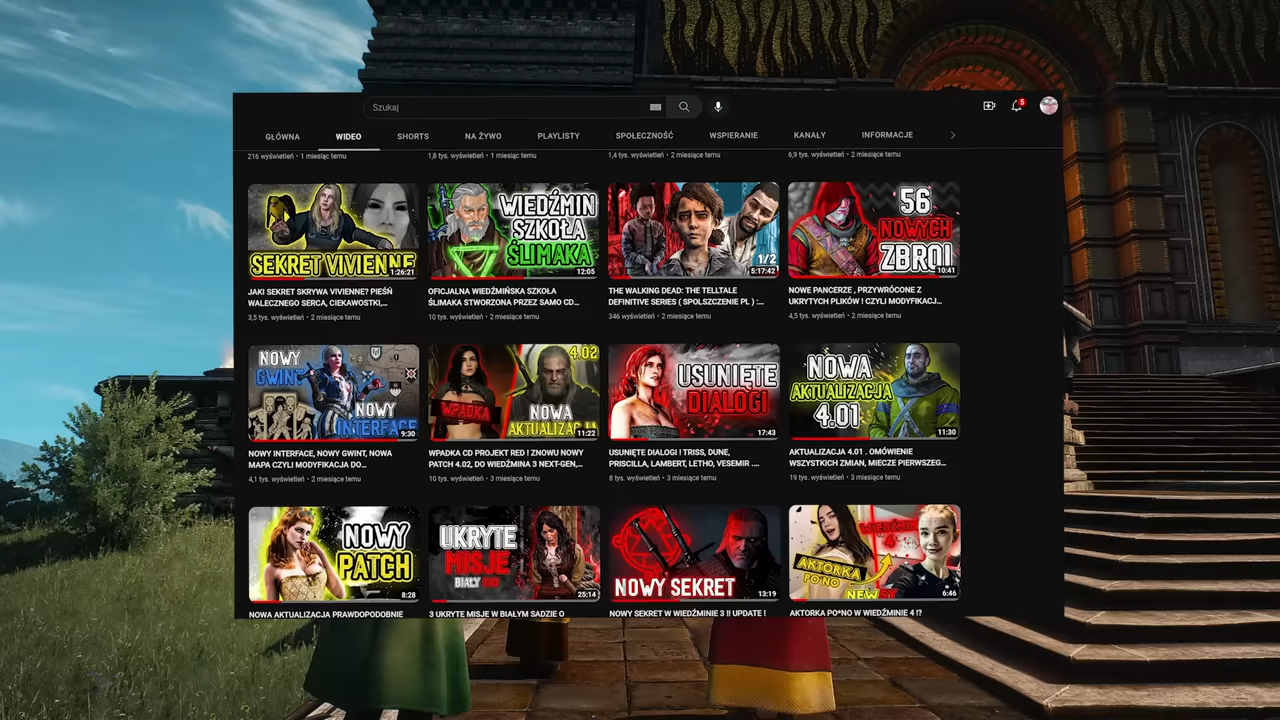 Szukaj
5
GŁÓWNA
WIDEO
SHORTS
NA ŻYWO
PLAYLISTY
SPOŁECZNOŚĆ
WSPIERANIE
KANAŁY
INFORMACJE
216 wyświetleń • 1 miesiąc temu
1,8 tys. wyświetleń • 1 miesiąc temu
1,4 tys. wyświetleń • 2 miesiące temu
6,9 tys. wyświetleń • 2 miesiące temu
SEKRET VIVIENNE
1:26:21
JAKI SEKRET SKRYWA VIVIENNE? PIEŚŃ
WALECZNEGO SERCA, CIEKAWOSTKI,...
3,5 tys. wyświetleń • 2 miesiące temu
WIEDŹMIN
SZKOŁA
ŚLIMAKA
12:05
OFICJALNA WIEDŹMIŃSKA SZKOŁA
ŚLIMAKA STWORZONA PRZEZ SAMO CD...
10 tys. wyświetleń • 2 miesiące temu
1/2
5:17:42
THE WALKING DEAD: THE TELLTALE
DEFINITIVE SERIES ( SPOLSZCZENIE PL ) :...
346 wyświetleń • 2 miesiące temu
56
NOWYCH
ZBROI
10:41
NOWE PANCERZE , PRZYWRÓCONE Z
UKRYTYCH PLIKÓW ! CZYLI MODYFIKACJ...
4,5 tys. wyświetleń • 2 miesiące temu
NOWY
GWINT
NOWY
INTERFACE
9:30
NOWY INTERFACE, NOWY GWINT, NOWA
MAPA CZYLI MODYFIKACJA DO...
4,1 tys. wyświetleń • 2 miesiące temu
4.02
WPADKA
NOWA
AKTUALIZACJA
11:22
WPADKA CD PROJEKT RED ! ZNOWU NOWY
PATCH 4.02, DO WIEDŹMINA 3 NEXT-GEN,...
10 tys. wyświetleń • 3 miesiące temu
USUNIĘTE
DIALOGI
17:43
USUNIĘTE DIALOGI ! TRISS, DUNE,
PRISCILLA, LAMBERT, LETHO, VESEMIR ....
8 tys. wyświetleń • 3 miesiące temu
NOWA
AKTUALIZACJA
4.01
11:30
AKTUALIZACJA 4.01 . OMÓWIENIE
WSZYSTKICH ZMIAN, MIECZE PIERWSZEG...
19 tys. wyświetleń • 3 miesiące temu
NOWY
PATCH
8:28
NOWA AKTUALIZACJA PRAWDOPODOBNIE
UKRYTE
MISJE
BIAŁY SAD
25:14
3 UKRYTE MISJE W BIAŁYM SADZIE O
NOWY SEKRET
13:19
NOWY SEKRET W WIEDŹMINIE 3 !! UPDATE !
WIEDŹMIN
4
AKTORKA
PO*NO
NEWSY
6:46
AKTORKA PO*NO W WIEDŹMINIE 4 !?